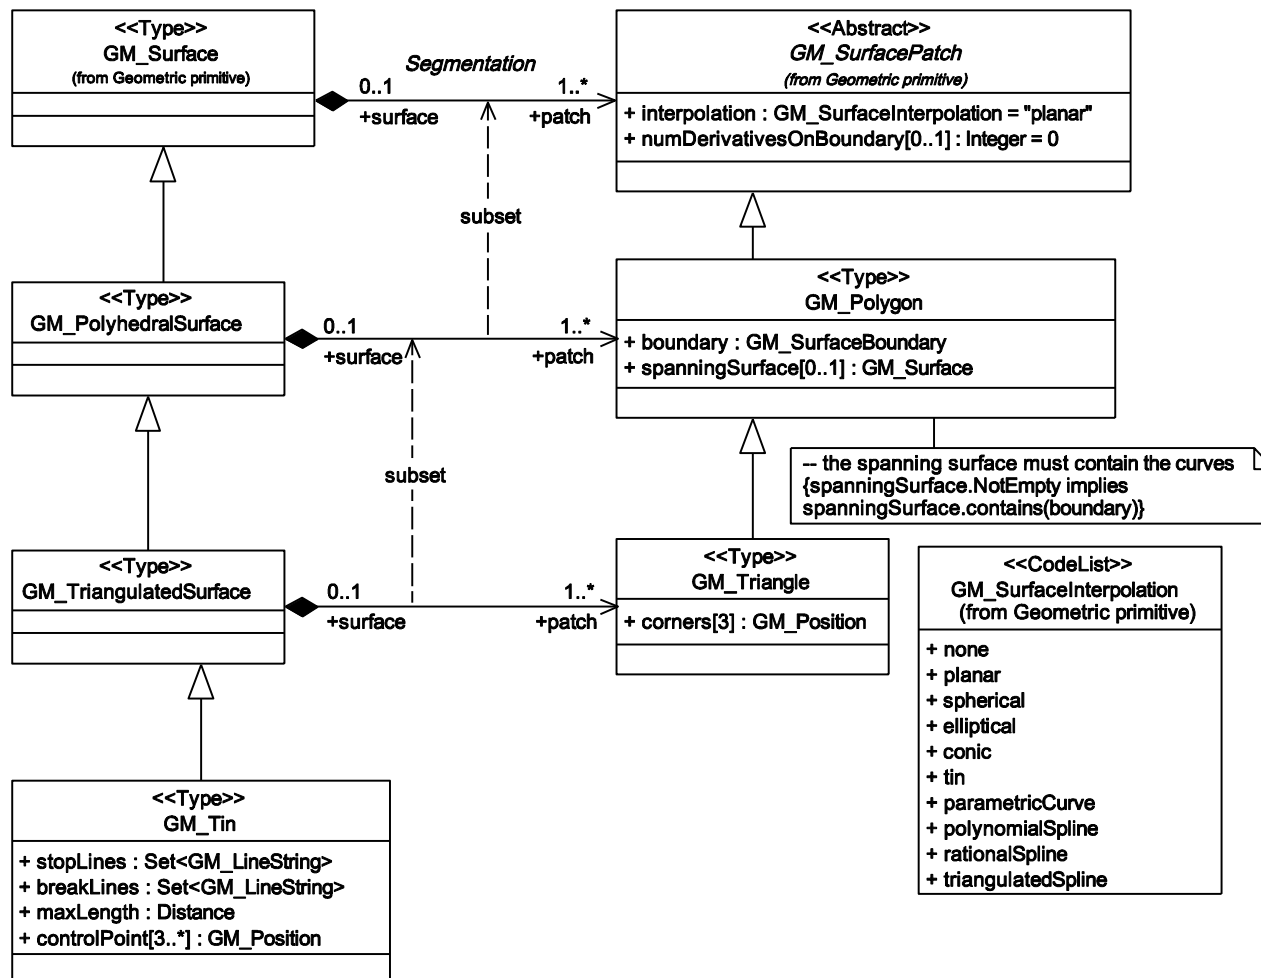 <<Type>>
GM_Surface
(from Geometric primitive)
Segmentation
0..1
+surface
1..*
+patch
<<Abstract>>
GM_SurfacePatch
(from Geometric primitive)
+ interpolation : GM_SurfaceInterpolation = "planar"
+ numDerivativesOnBoundary[0..1] : Integer = 0
subset
<<Type>>
GM_PolyhedralSurface
0..1
+surface
1..*
+patch
<<Type>>
GM_Polygon
+ boundary : GM_SurfaceBoundary
+ spanningSurface[0..1] : GM_Surface
subset
-- the spanning surface must contain the curves
{spanningSurface.NotEmpty implies
spanningSurface.contains(boundary)}
<<Type>>
GM_TriangulatedSurface
0..1
+surface
1..*
+patch
<<Type>>
GM_Triangle
+ corners[3] : GM_Position
<<CodeList>>
GM_SurfaceInterpolation
(from Geometric primitive)
+ none
+ planar
+ spherical
+ elliptical
+ conic
+ tin
+ parametricCurve
+ polynomialSpline
+ rationalSpline
+ triangulatedSpline
<<Type>>
GM_Tin
+ stopLines : Set<GM_LineString>
+ breakLines : Set<GM_LineString>
+ maxLength : Distance
+ controlPoint[3..*] : GM_Position